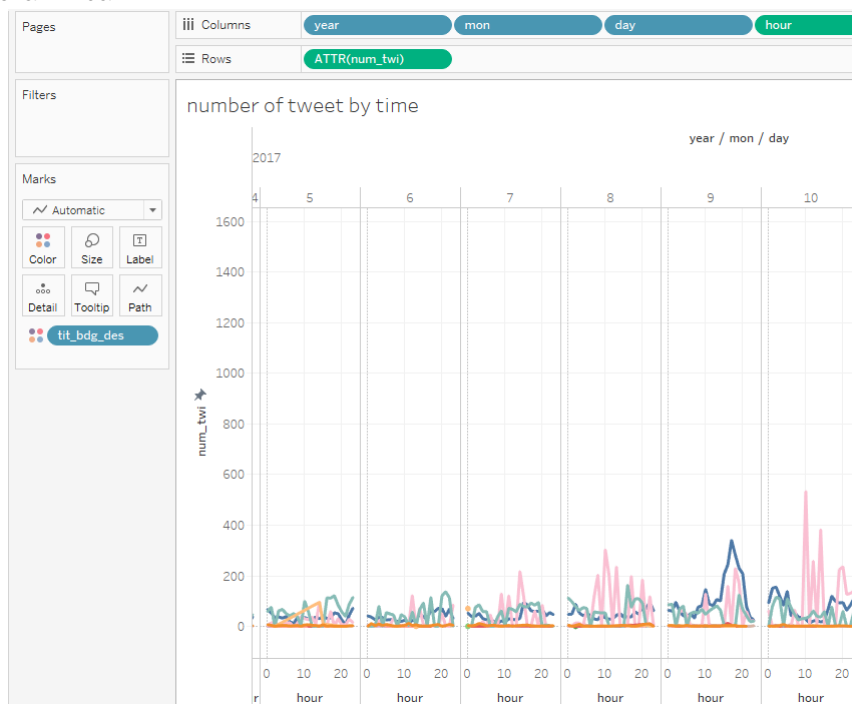 Pages
Columns year mon day hour
Rows ATTR(num_twi)
Filters
number of tweet by time
year / mon / day
2017
Marks
4 5 6 7 8 9 10
Automatic
1600
Color Size Label
1400
Detail Tooltip Path
1200
tit_bdg_des
1000
num_twi
800
600
400
200
0
0 10 20 0 10 20 0 10 20 0 10 20 0 10 20 0 10 20
r hour hour hour hour hour hour